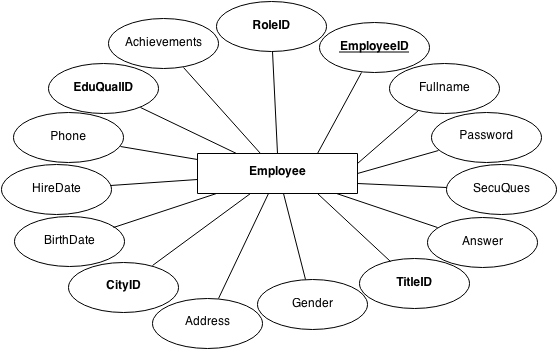 RoleID
EmployeeID
Achievements
Fullname
EduQualID
Phone
Password
Employee
HireDate
SecuQues
BirthDate
Answer
CityID
TitleID
Address
Gender